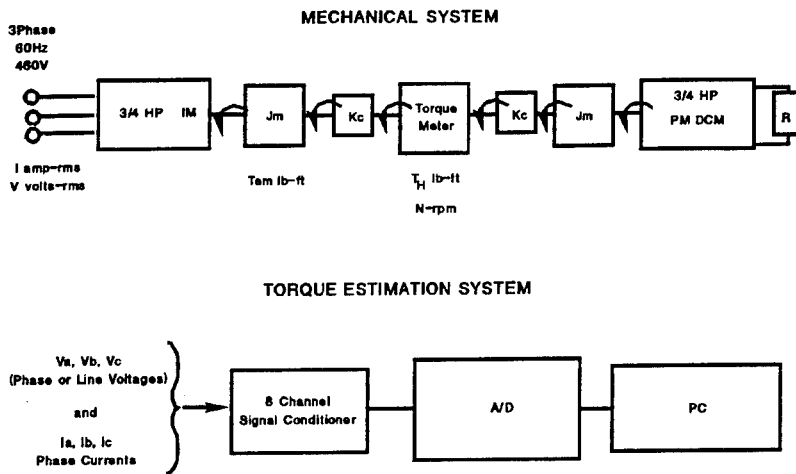 MECHANICAL SYSTEM
3Phase
60Hz
460V
3/4 HP IM
Jm
Kc
Torque
Meter
Kc
Jm
3/4 HP
PM DCM
R
I amp-rms
V volts-rms
Tem lb-ft
TH lb-ft
N-rpm
TORQUE ESTIMATION SYSTEM
Va, Vb, Vc
(Phase or Line Voltages)
and
Ia, Ib, Ic
Phase Currents
8 Channel
Signal Conditioner
A/D
PC